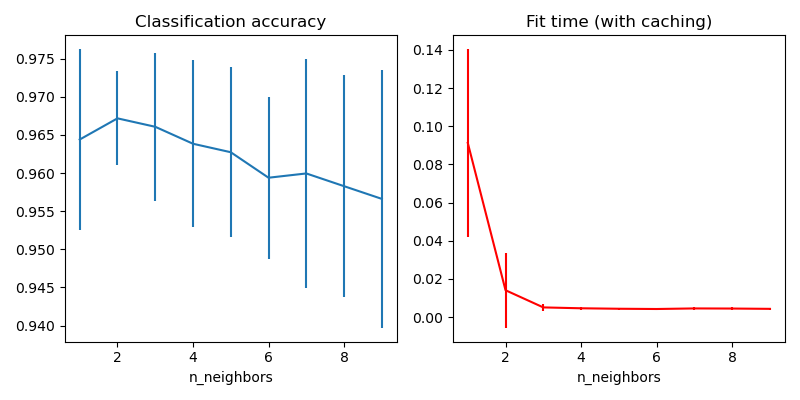 Classification accuracy
0.975
0.970
0.965
0.960
0.955
0.950
0.945
0.940
2 4 6 8
n_neighbors
Fit time (with caching)
0.14
0.12
0.10
0.08
0.06
0.04
0.02
0.00
2 4 6 8
n_neighbors